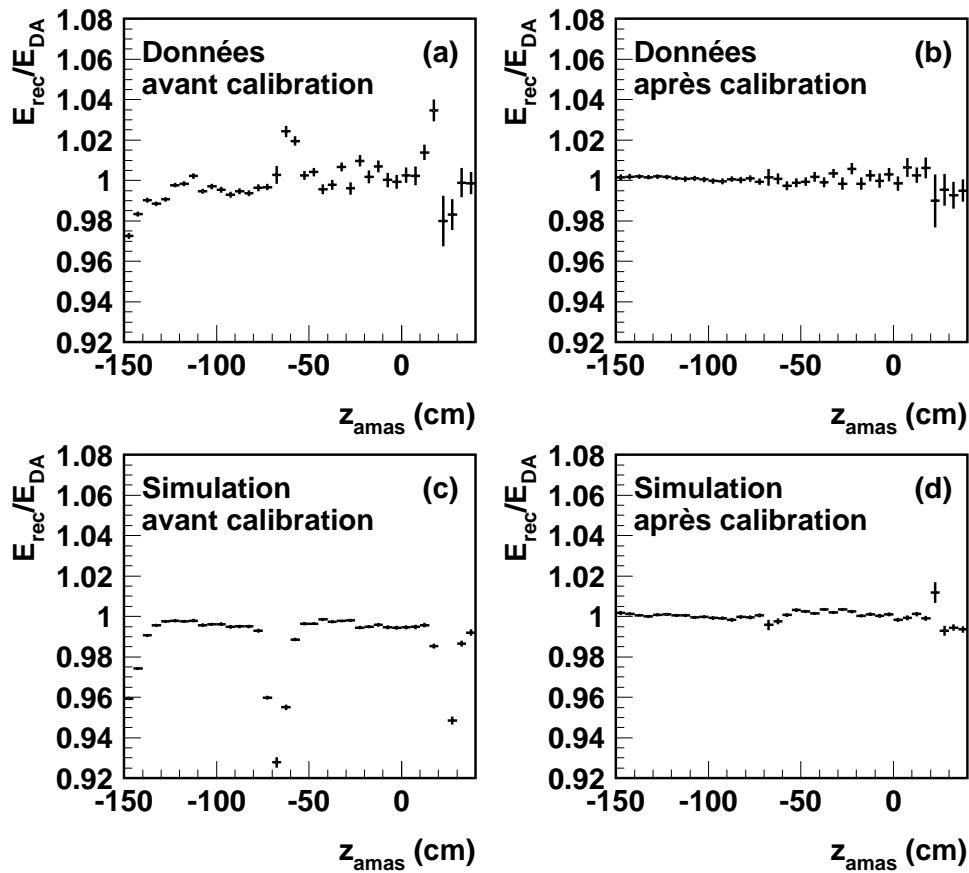 E_rec/E_DA
1.08
1.06
1.04
1.02
1
0.98
0.96
0.94
0.92
Données (a)
avant calibration
-150 -100 -50 0
z_amas (cm)
E_rec/E_DA
1.08
1.06
1.04
1.02
1
0.98
0.96
0.94
0.92
Données (b)
après calibration
-150 -100 -50 0
z_amas (cm)
E_rec/E_DA
1.08
1.06
1.04
1.02
1
0.98
0.96
0.94
0.92
Simulation (c)
avant calibration
-150 -100 -50 0
z_amas (cm)
E_rec/E_DA
1.08
1.06
1.04
1.02
1
0.98
0.96
0.94
0.92
Simulation (d)
après calibration
-150 -100 -50 0
z_amas (cm)